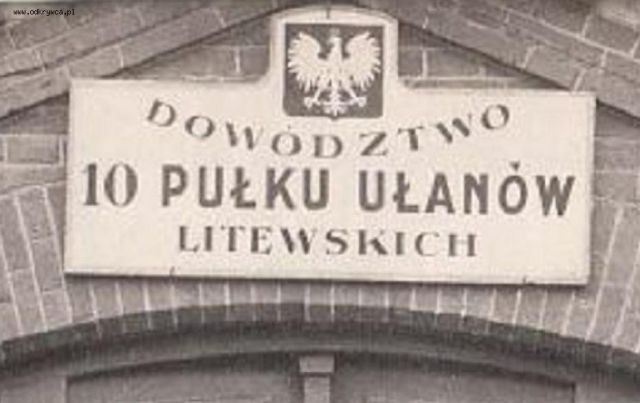 www.odkrywca.pl
DOWÓDZTWO
10 PUŁKU UŁANÓW
LITEWSKICH